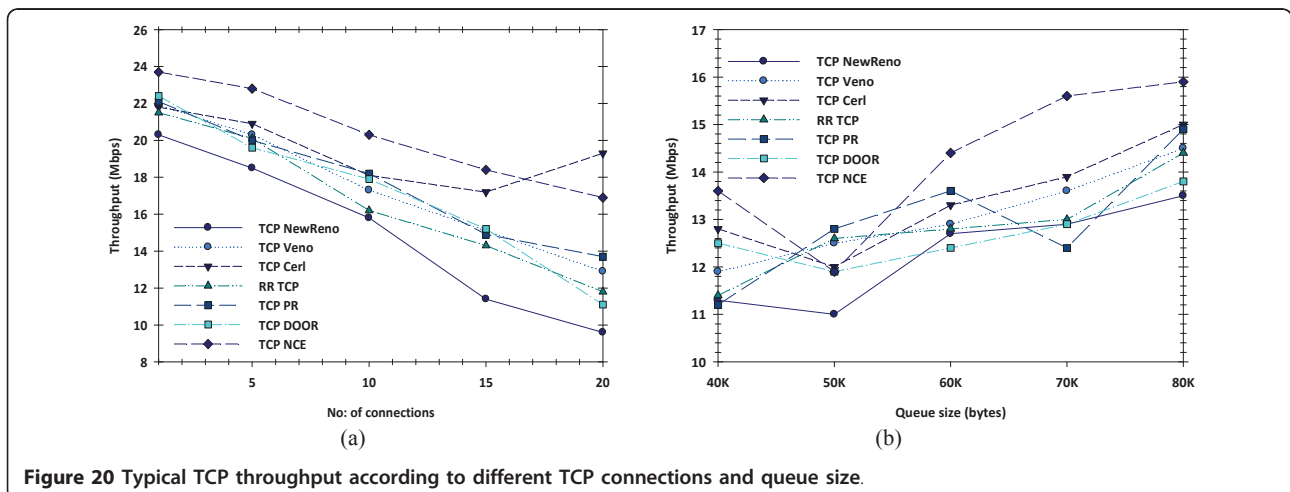 26
24
22
20
18
16
14
12
10
8
Throughput (Mbps)
TCP NewReno
TCP Veno
TCP Cerl
RR TCP
TCP PR
TCP DOOR
TCP NCE
5
10
15
20
No: of connections
(a)
17
16
15
14
13
12
11
10
Throughput (Mbps)
TCP NewReno
TCP Veno
TCP Cerl
RR TCP
TCP PR
TCP DOOR
TCP NCE
40K
50K
60K
70K
80K
Queue size (bytes)
(b)
Figure 20 Typical TCP throughput according to different TCP connections and queue size.